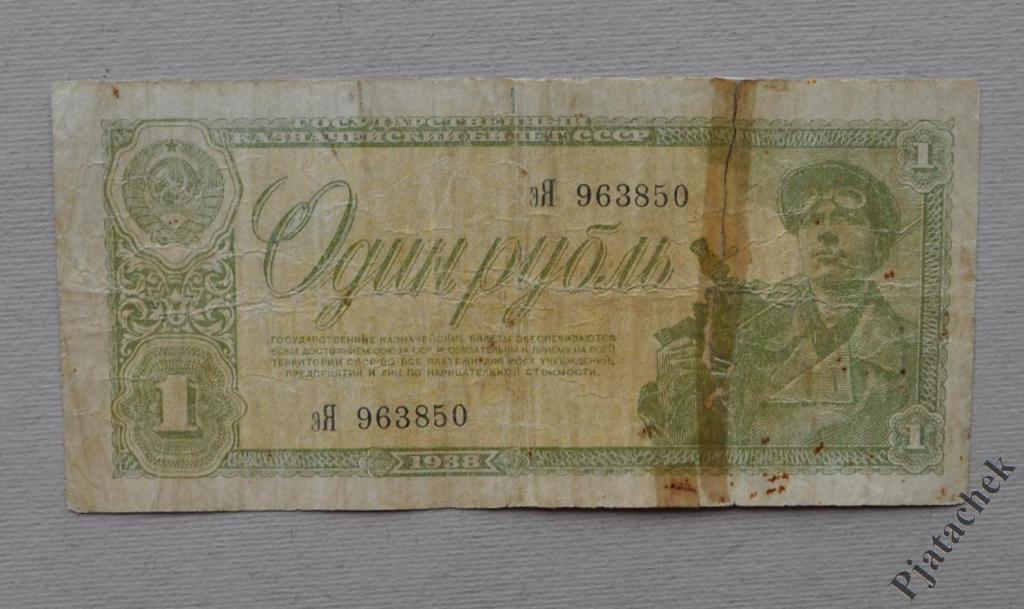 ГОСУДАРСТВЕННЫЙ
КАЗНАЧЕЙСКИЙ БИЛЕТ СССР
1
эЯ 963850
Один рубль
ГОСУДАРСТВЕННЫЕ КАЗНАЧЕЙСКИЕ БИЛЕТЫ ОБЕСПЕЧИВАЮТСЯ
ВСЕМ ДОСТОЯНИЕМ СОЮЗА ССР И ОБЯЗАТЕЛЬНЫ К ПРИЕМУ НА ВСЕЙ
ТЕРРИТОРИИ СССР ВО ВСЕ ПЛАТЕЖИ ДЛЯ ВСЕХ УЧРЕЖДЕНИЙ,
ПРЕДПРИЯТИЙ И ЛИЦ ПО НАРИЦАТЕЛЬНОЙ СТОИМОСТИ.
1
эЯ 963850
1
1938
Pjatachek